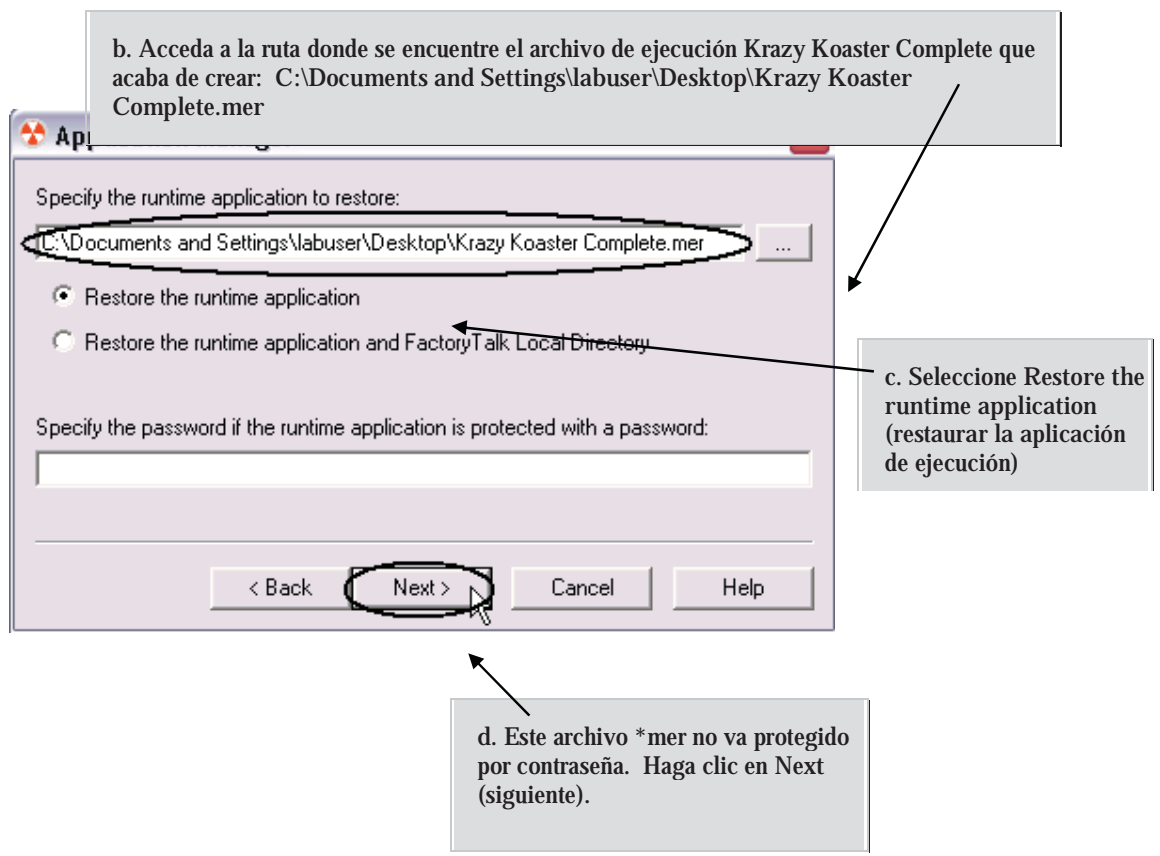 b. Acceda a la ruta donde se encuentre el archivo de ejecución Krazy Koaster Complete que
acaba de crear: C:\Documents and Settings\labuser\Desktop\Krazy Koaster
Complete.mer
Specify the runtime application to restore:
C:\Documents and Settings\labuser\Desktop\Krazy Koaster Complete.mer
...
Restore the runtime application
Restore the runtime application and FactoryTalk Local Directory
c. Seleccione Restore the
runtime application
(restaurar la aplicación
de ejecución)
Specify the password if the runtime application is protected with a password:
< Back Next > Cancel Help
d. Este archivo *mer no va protegido
por contraseña. Haga clic en Next
(siguiente).